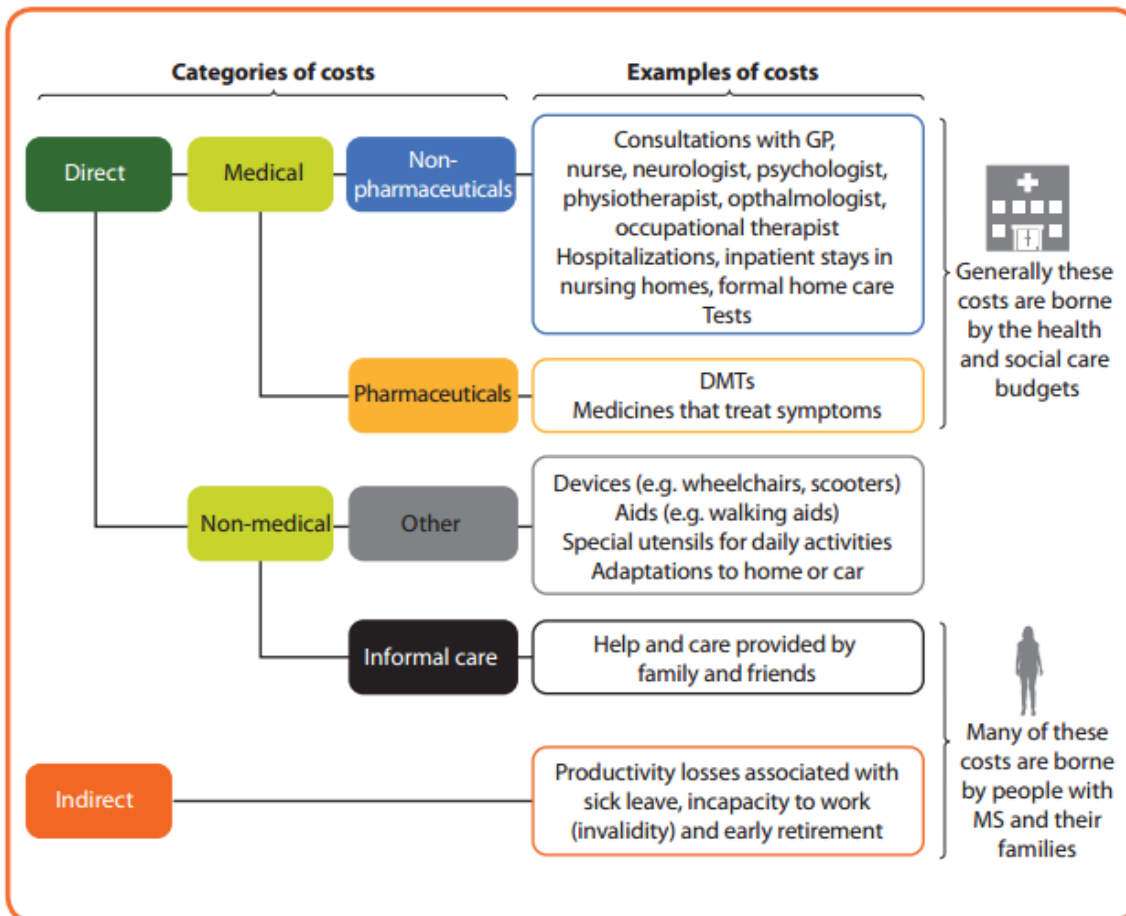 Categories of costs
Examples of costs
Direct
Medical
Non-
pharmaceuticals
Consultations with GP,
nurse, neurologist, psychologist,
physiotherapist, opthalmologist,
occupational therapist
Hospitalizations, inpatient stays in
nursing homes, formal home care
Tests
Generally these
costs are borne
by the health
and social care
budgets
Pharmaceuticals
DMTs
Medicines that treat symptoms
Non-medical
Other
Devices (e.g. wheelchairs, scooters)
Aids (e.g. walking aids)
Special utensils for daily activities
Adaptations to home or car
Informal care
Help and care provided by
family and friends
Many of these
costs are borne
by people with
MS and their
families
Indirect
Productivity losses associated with
sick leave, incapacity to work
(invalidity) and early retirement